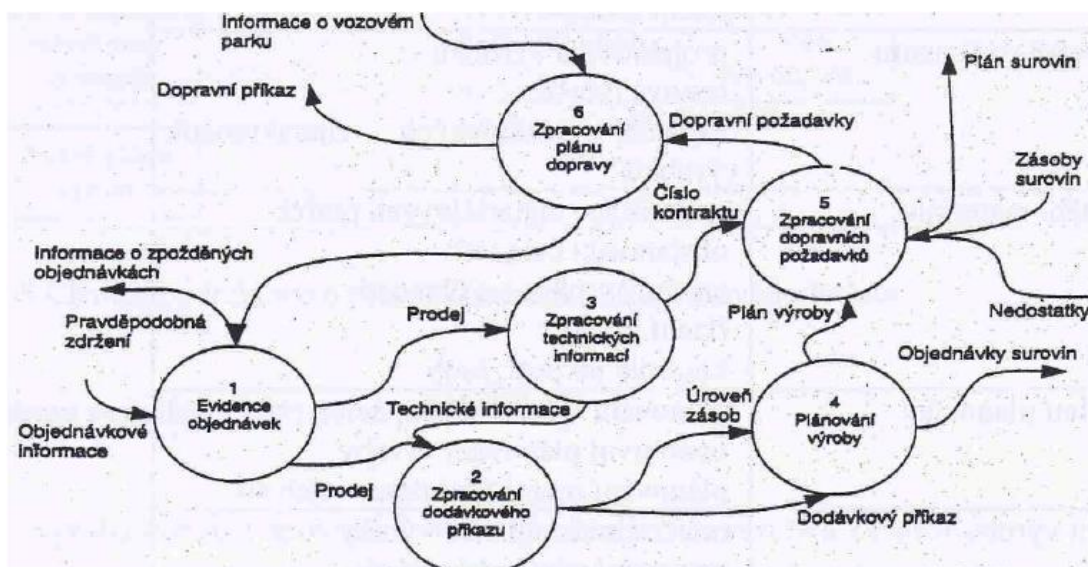 Informace o vozovém
parku
Dopravní příkaz
6
Zpracování
plánu
dopravy
Dopravní požadavky
Plán surovin
Zásoby
surovin
Číslo
kontraktu
5
Zpracování
dopravních
požadavků
Informace o zpožděných
objednávkách
Pravděpodobná
zdržení
Prodej
3
Zpracování
technických
informací
Plán výroby
Nedostatky
Objednávky surovin
1
Evidence
objednávek
Objednávkové
informace
Technické informace
Úroveň
zásob
4
Plánování
výroby
Prodej
2
Zpracování
dodávkového
příkazu
Dodávkový příkaz